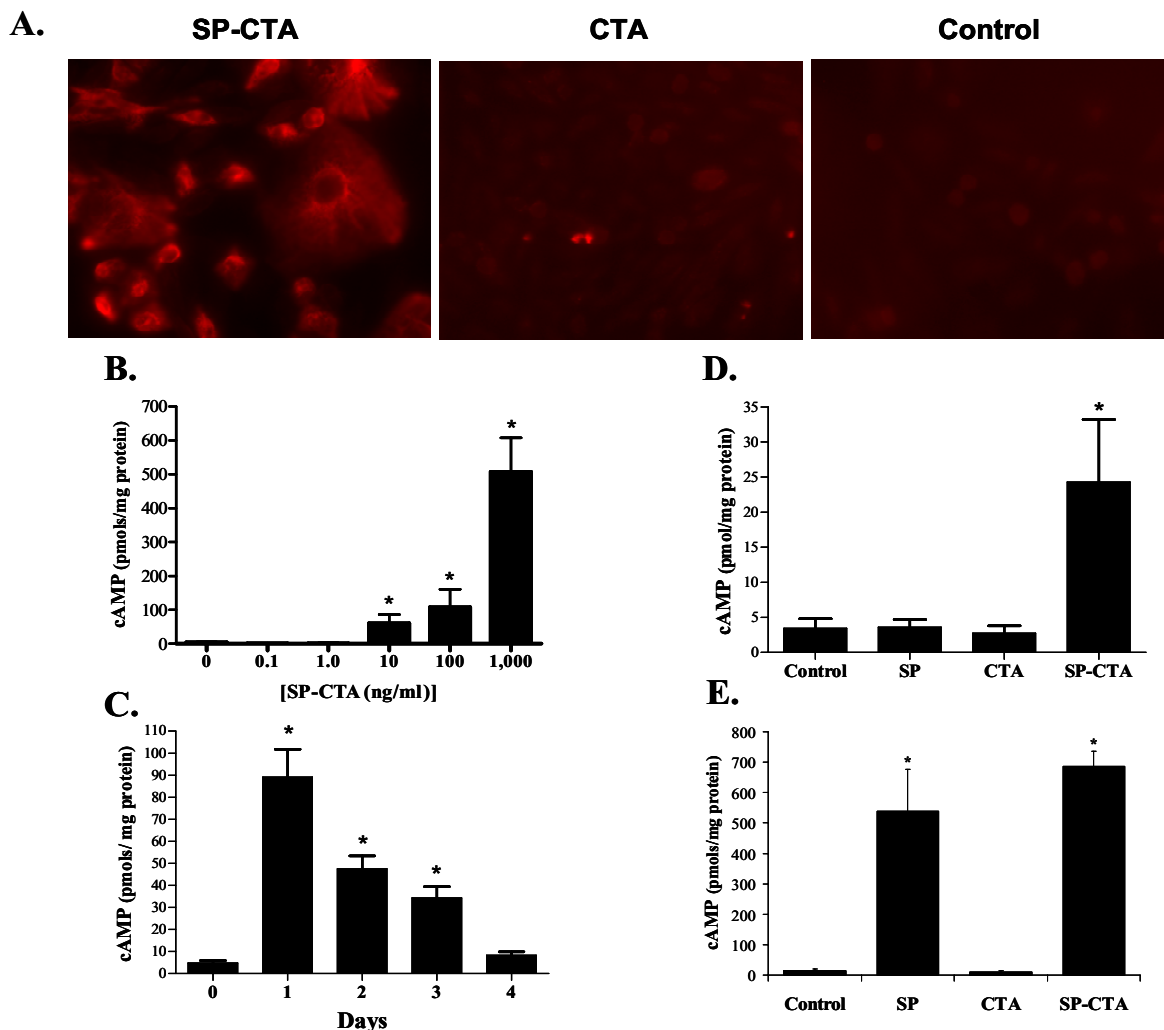 A.
SP-CTA
CTA
Control
B.
cAMP (pmols/mg protein)
700
600
500
400
300
200
100
0
*
*
*
0 0.1 1.0 10 100 1,000
[SP-CTA (ng/ml)]
C.
cAMP (pmols/ mg protein)
110
100
90
80
70
60
50
40
30
20
10
0
*
*
*
0 1 2 3 4
Days
D.
cAMP (pmol/mg protein)
35
30
25
20
15
10
5
0
*
Control SP CTA SP-CTA
E.
cAMP (pmols/mg protein)
800
700
600
500
400
300
200
100
0
*
*
Control SP CTA SP-CTA